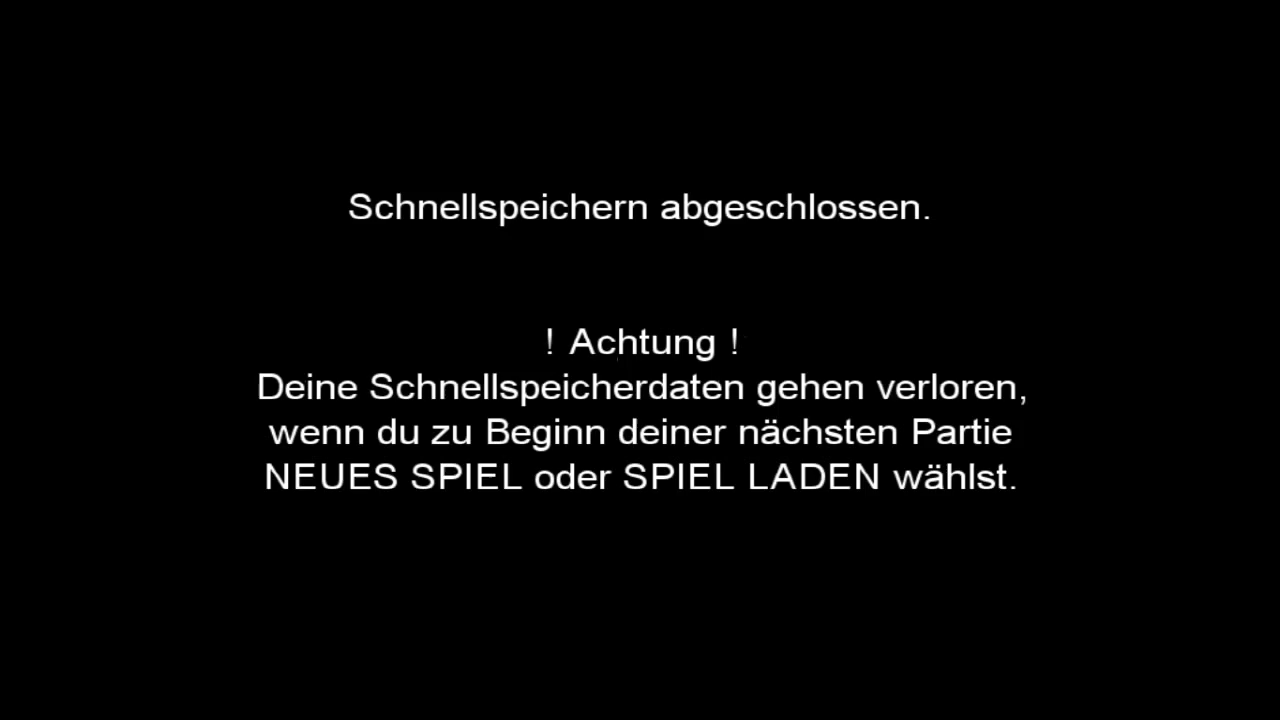 Schnellspeichern abgeschlossen.
! Achtung !
Deine Schnellspeicherdaten gehen verloren,
wenn du zu Beginn deiner nächsten Partie
NEUES SPIEL oder SPIEL LADEN wählst.